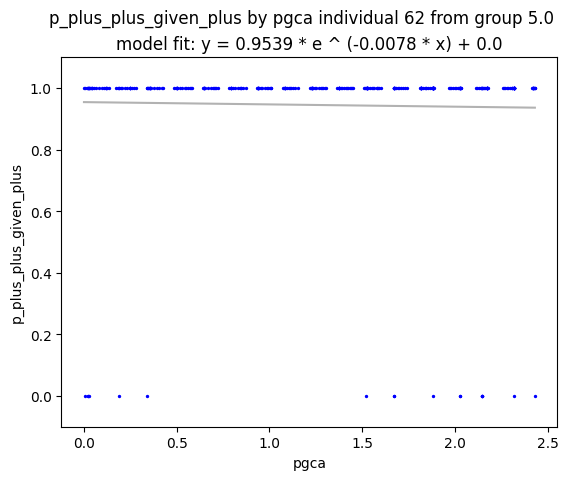 p_plus_plus_given_plus by pgca individual 62 from group 5.0
model fit: y = 0.9539 * e ^ (-0.0078 * x) + 0.0
1.0
0.8
0.6
0.4
0.2
0.0
p_plus_plus_given_plus
0.0 0.5 1.0 1.5 2.0 2.5
pgca